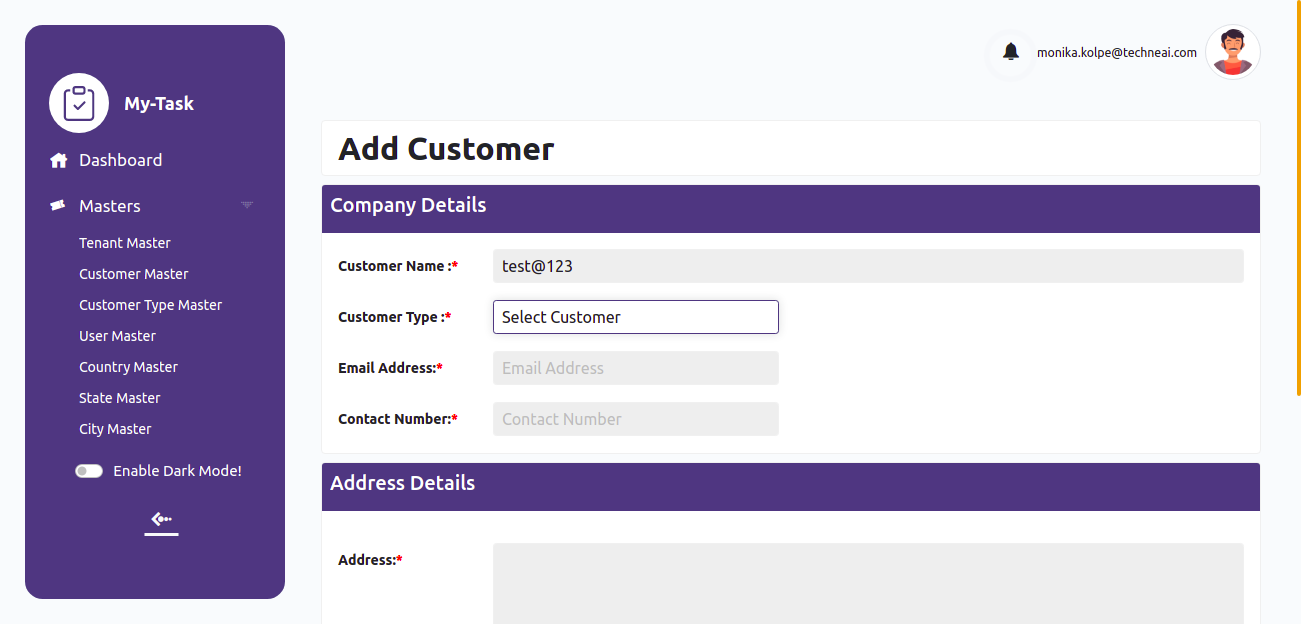 My-Task
Dashboard
Masters
Tenant Master
Customer Master
Customer Type Master
User Master
Country Master
State Master
City Master
Enable Dark Mode!
monika.kolpe@techneai.com
Add Customer
Company Details
Customer Name :* test@123
Customer Type :* Select Customer
Email Address:* Email Address
Contact Number:* Contact Number
Address Details
Address:*